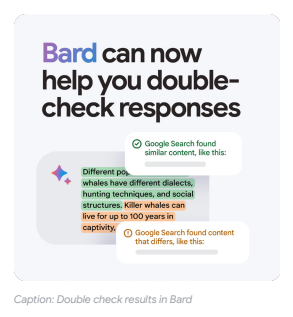 Bard can now
help you double-
check responses
Google Search found
similar content, like this:
Different
whales have different dialects,
hunting techniques, and social
structures. Killer whales can
live for up to 100 years in
captivity,
Google Search found content
that differs, like this:
Caption: Double check results in Bard